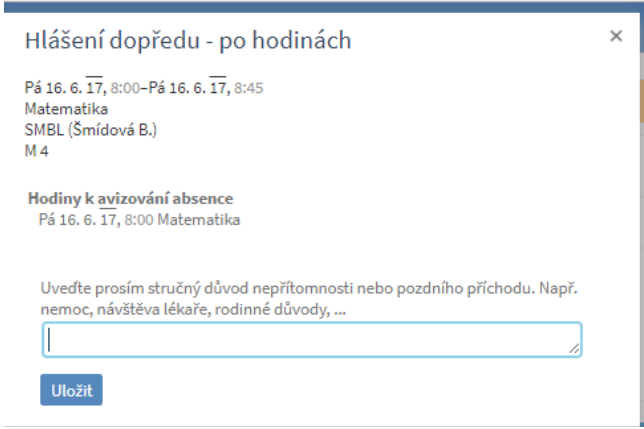 Hlášení dopředu - po hodinách
×
Pá 16. 6. 17, 8:00–Pá 16. 6. 17, 8:45
Matematika
SMBL (Šmídová B.)
M 4
Hodiny k avizování absence
Pá 16. 6. 17, 8:00 Matematika
Uveďte prosím stručný důvod nepřítomnosti nebo pozdního příchodu. Např.
nemoc, návštěva lékaře, rodinné důvody, ...
Uložit